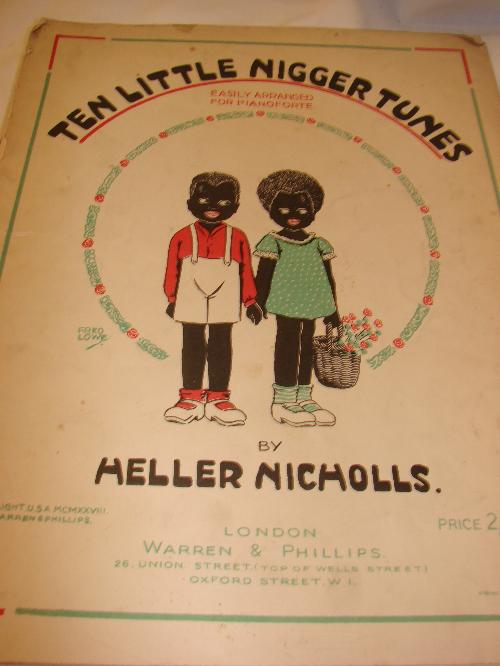 TEN LITTLE NIGGER TUNES
EASILY ARRANGED
FOR PIANOFORTE
FRED
LOWE
BY
HELLER NICHOLLS.
U.S.A. MCMXXVIII.
& PHILLIPS.
PRICE 2
LONDON
WARREN & PHILLIPS.
26, UNION STREET, (TOP OF WELLS STREET)
OXFORD STREET, W 1.